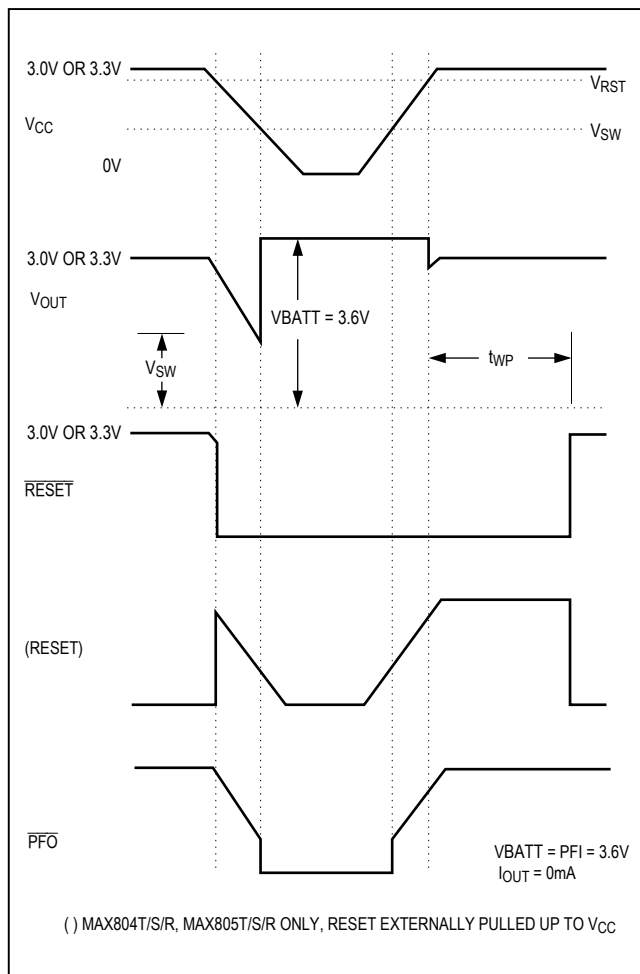 3.0V OR 3.3V
VRST
VCC
VSW
0V
3.0V OR 3.3V
VOUT
VBATT = 3.6V
VSW
tWP
3.0V OR 3.3V
RESET
(RESET)
PFO
VBATT = PFI = 3.6V
IOUT = 0mA
( ) MAX804T/S/R, MAX805T/S/R ONLY, RESET EXTERNALLY PULLED UP TO VCC